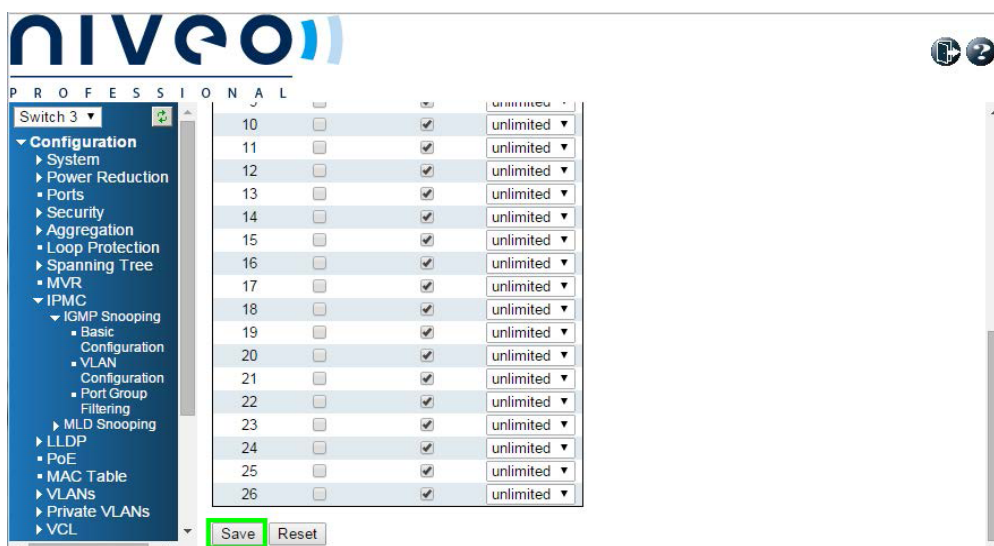 niveo
PROFESSIONAL
Switch 3
Configuration
System
Power Reduction
Ports
Security
Aggregation
Loop Protection
Spanning Tree
MVR
IPMC
IGMP Snooping
Basic
Configuration
VLAN
Configuration
Port Group
Filtering
MLD Snooping
LLDP
PoE
MAC Table
VLANs
Private VLANs
VCL
9 unlimited
10 unlimited
11 unlimited
12 unlimited
13 unlimited
14 unlimited
15 unlimited
16 unlimited
17 unlimited
18 unlimited
19 unlimited
20 unlimited
21 unlimited
22 unlimited
23 unlimited
24 unlimited
25 unlimited
26 unlimited
Save Reset